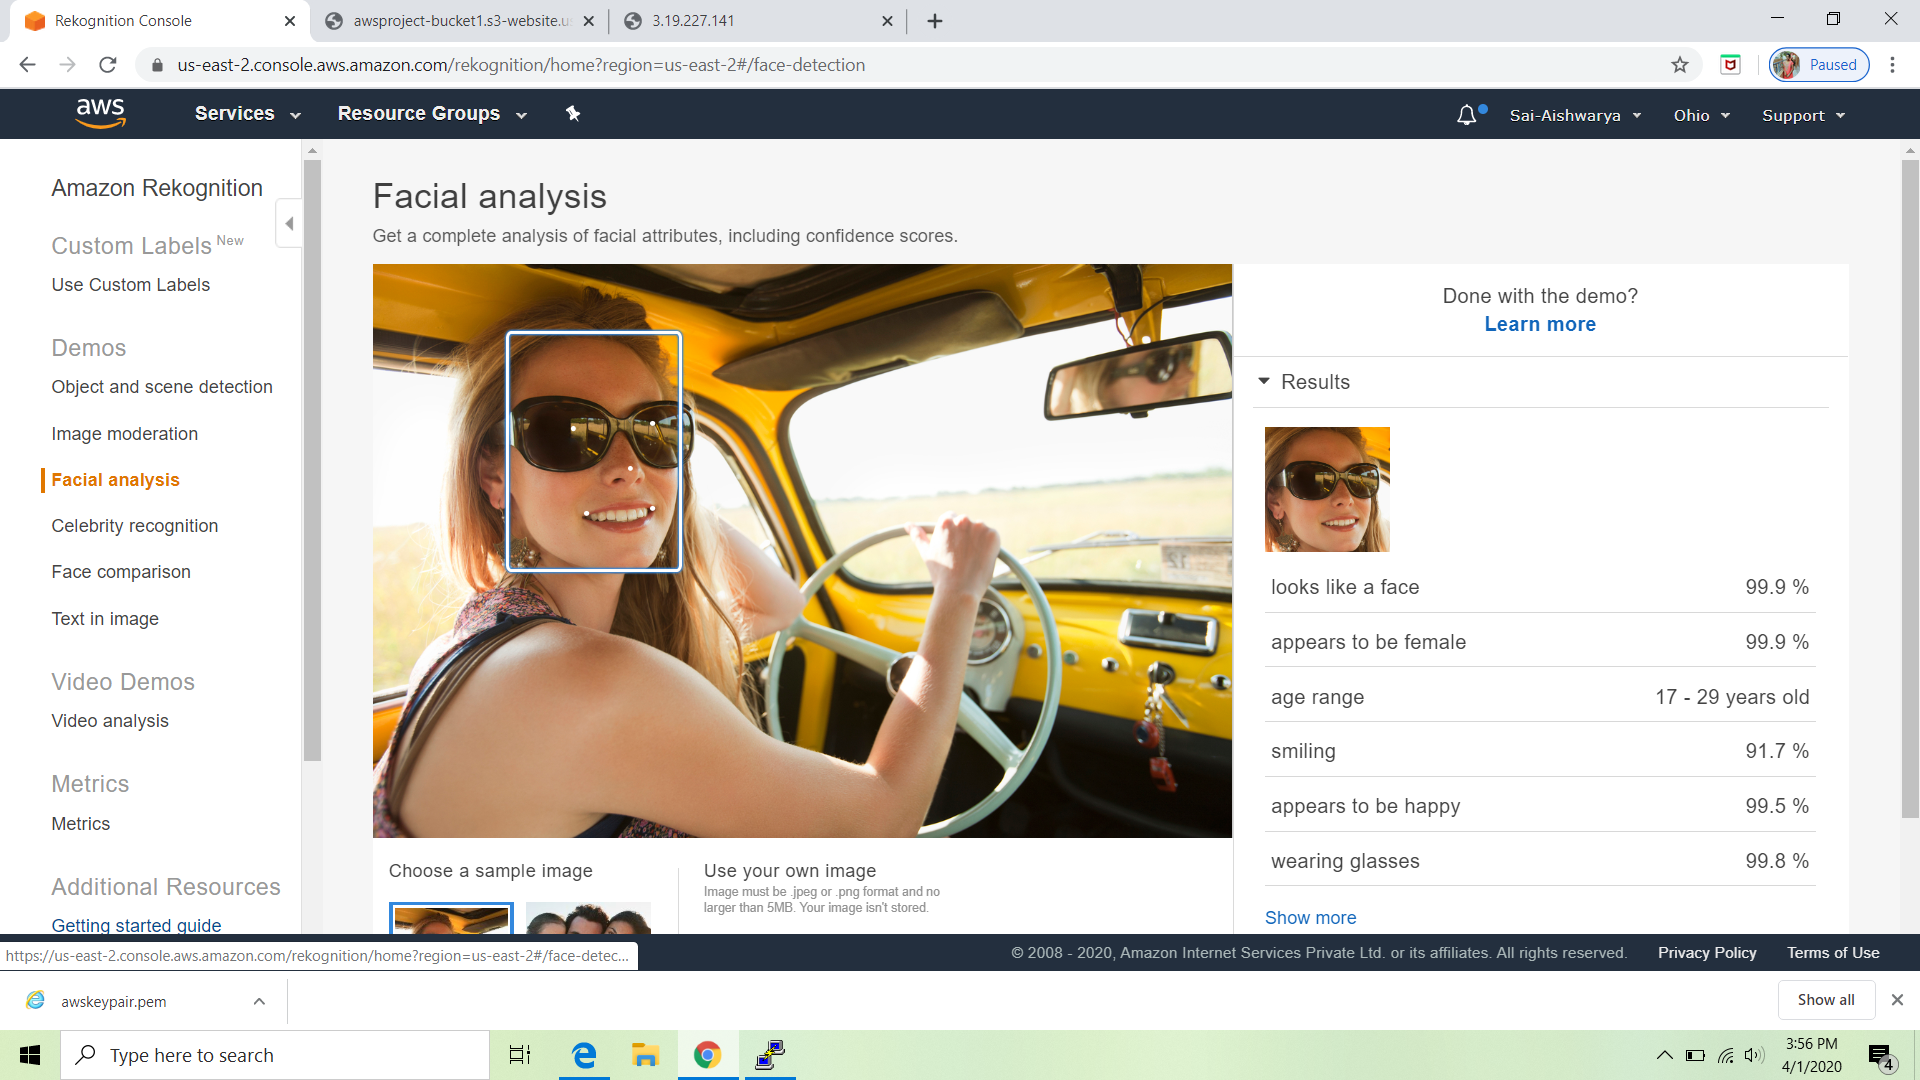 Rekognition Console
awsproject-bucket1.s3-website.us
3.19.227.141
us-east-2.console.aws.amazon.com/rekognition/home?region=us-east-2#/face-detection
Paused
aws
Services
Resource Groups
Sai-Aishwarya
Ohio
Support
Amazon Rekognition
Custom Labels New
Use Custom Labels
Demos
Object and scene detection
Image moderation
Facial analysis
Celebrity recognition
Face comparison
Text in image
Video Demos
Video analysis
Metrics
Metrics
Additional Resources
Getting started guide
Facial analysis
Get a complete analysis of facial attributes, including confidence scores.
Choose a sample image
Use your own image
Image must be .jpeg or .png format and no
larger than 5MB. Your image isn't stored.
Done with the demo?
Learn more
Results
looks like a face 99.9 %
appears to be female 99.9 %
age range 17 - 29 years old
smiling 91.7 %
appears to be happy 99.5 %
wearing glasses 99.8 %
Show more
https://us-east-2.console.aws.amazon.com/rekognition/home?region=us-east-2#/face-detec...
© 2008 - 2020, Amazon Internet Services Private Ltd. or its affiliates. All rights reserved.
Privacy Policy
Terms of Use
awskeypair.pem
Show all
Type here to search
3:56 PM
4/1/2020
4